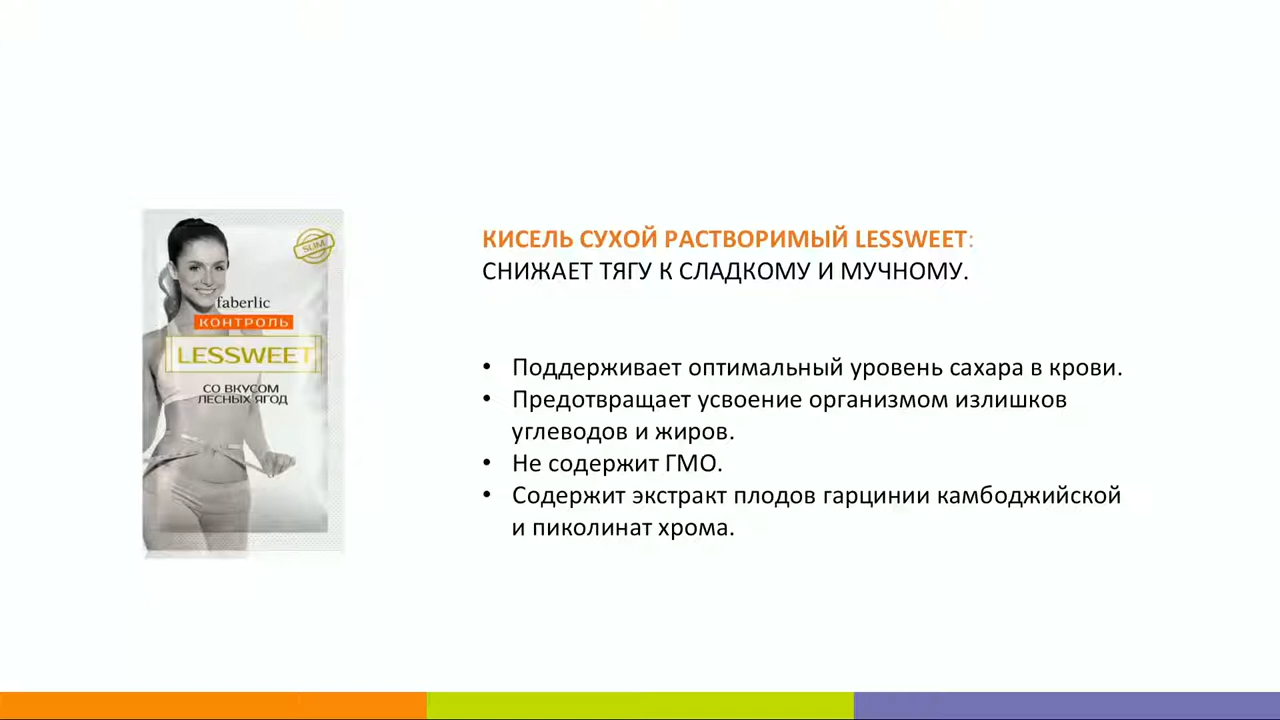 SLIM
faberlic
КОНТРОЛЬ
LESSWEET
СО ВКУСОМ
ЛЕСНЫХ ЯГОД
КИСЕЛЬ СУХОЙ РАСТВОРИМЫЙ LESSWEET:
СНИЖАЕТ ТЯГУ К СЛАДКОМУ И МУЧНОМУ.
• Поддерживает оптимальный уровень сахара в крови.
• Предотвращает усвоение организмом излишков
углеводов и жиров.
• Не содержит ГМО.
• Содержит экстракт плодов гарцинии камбоджийской
и пиколинат хрома.